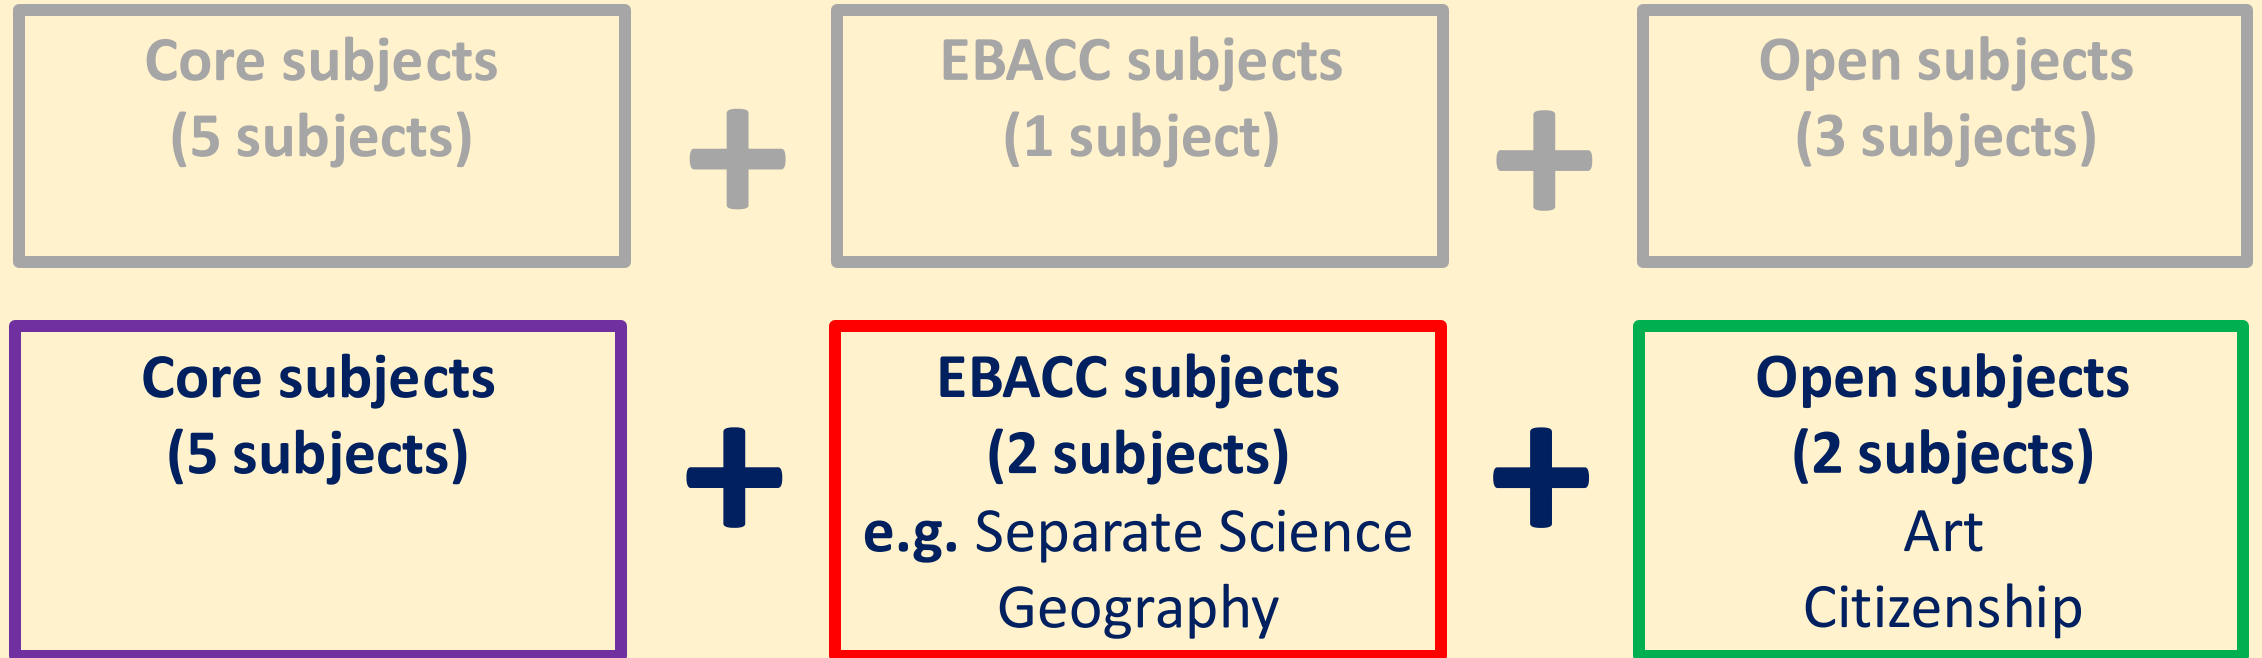 Core subjects
(5 subjects)
+
EBACC subjects
(1 subject)
+
Open subjects
(3 subjects)
Core subjects
(5 subjects)
+
EBACC subjects
(2 subjects)
e.g. Separate Science
Geography
+
Open subjects
(2 subjects)
Art
Citizenship